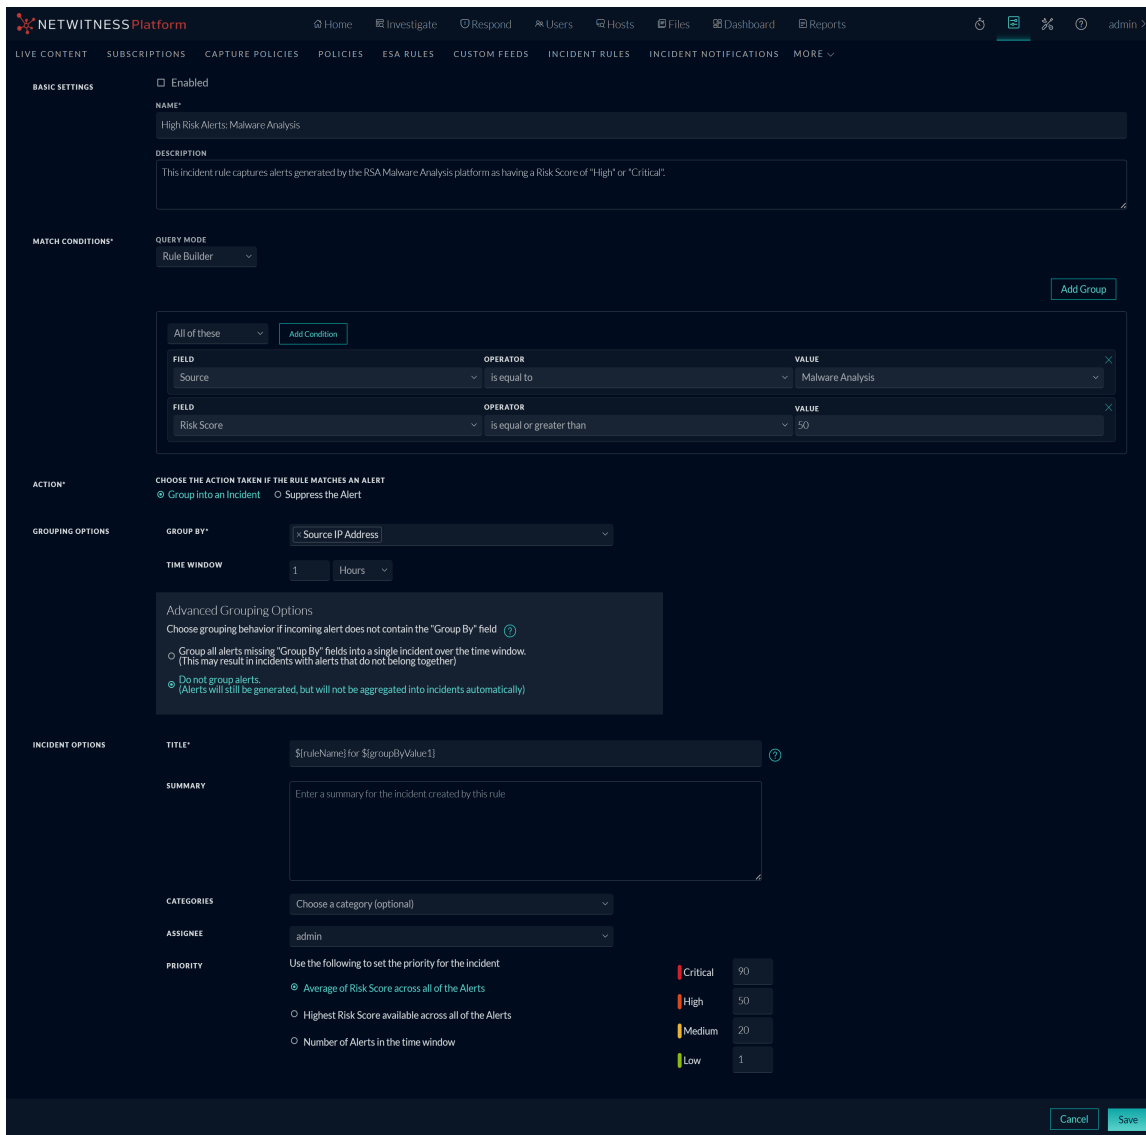 NETWITNESS Platform Home Investigate Respond Users Hosts Files Dashboard Reports admin
LIVE CONTENT SUBSCRIPTIONS CAPTURE POLICIES POLICIES ESA RULES CUSTOM FEEDS INCIDENT RULES INCIDENT NOTIFICATIONS MORE
BASIC SETTINGS
Enabled
NAME*
High Risk Alerts: Malware Analysis
DESCRIPTION
This incident rule captures alerts generated by the RSA Malware Analysis platform as having a Risk Score of "High" or "Critical".
MATCH CONDITIONS*
QUERY MODE
Rule Builder
Add Group
All of these Add Condition
FIELD OPERATOR VALUE
Source is equal to Malware Analysis
FIELD OPERATOR VALUE
Risk Score is equal or greater than 50
ACTION*
CHOOSE THE ACTION TAKEN IF THE RULE MATCHES AN ALERT
Group into an Incident Suppress the Alert
GROUPING OPTIONS
GROUP BY* × Source IP Address
TIME WINDOW 1 Hours
Advanced Grouping Options
Choose grouping behavior if incoming alert does not contain the "Group By" field ?
Group all alerts missing "Group By" fields into a single incident over the time window.
(This may result in incidents with alerts that do not belong together)
Do not group alerts.
(Alerts will still be generated, but will not be aggregated into incidents automatically)
INCIDENT OPTIONS
TITLE* ${ruleName} for ${groupByValue1} ?
SUMMARY Enter a summary for the incident created by this rule
CATEGORIES Choose a category (optional)
ASSIGNEE admin
PRIORITY Use the following to set the priority for the incident
Average of Risk Score across all of the Alerts
Highest Risk Score available across all of the Alerts
Number of Alerts in the time window
Critical 90
High 50
Medium 20
Low 1
Cancel Save